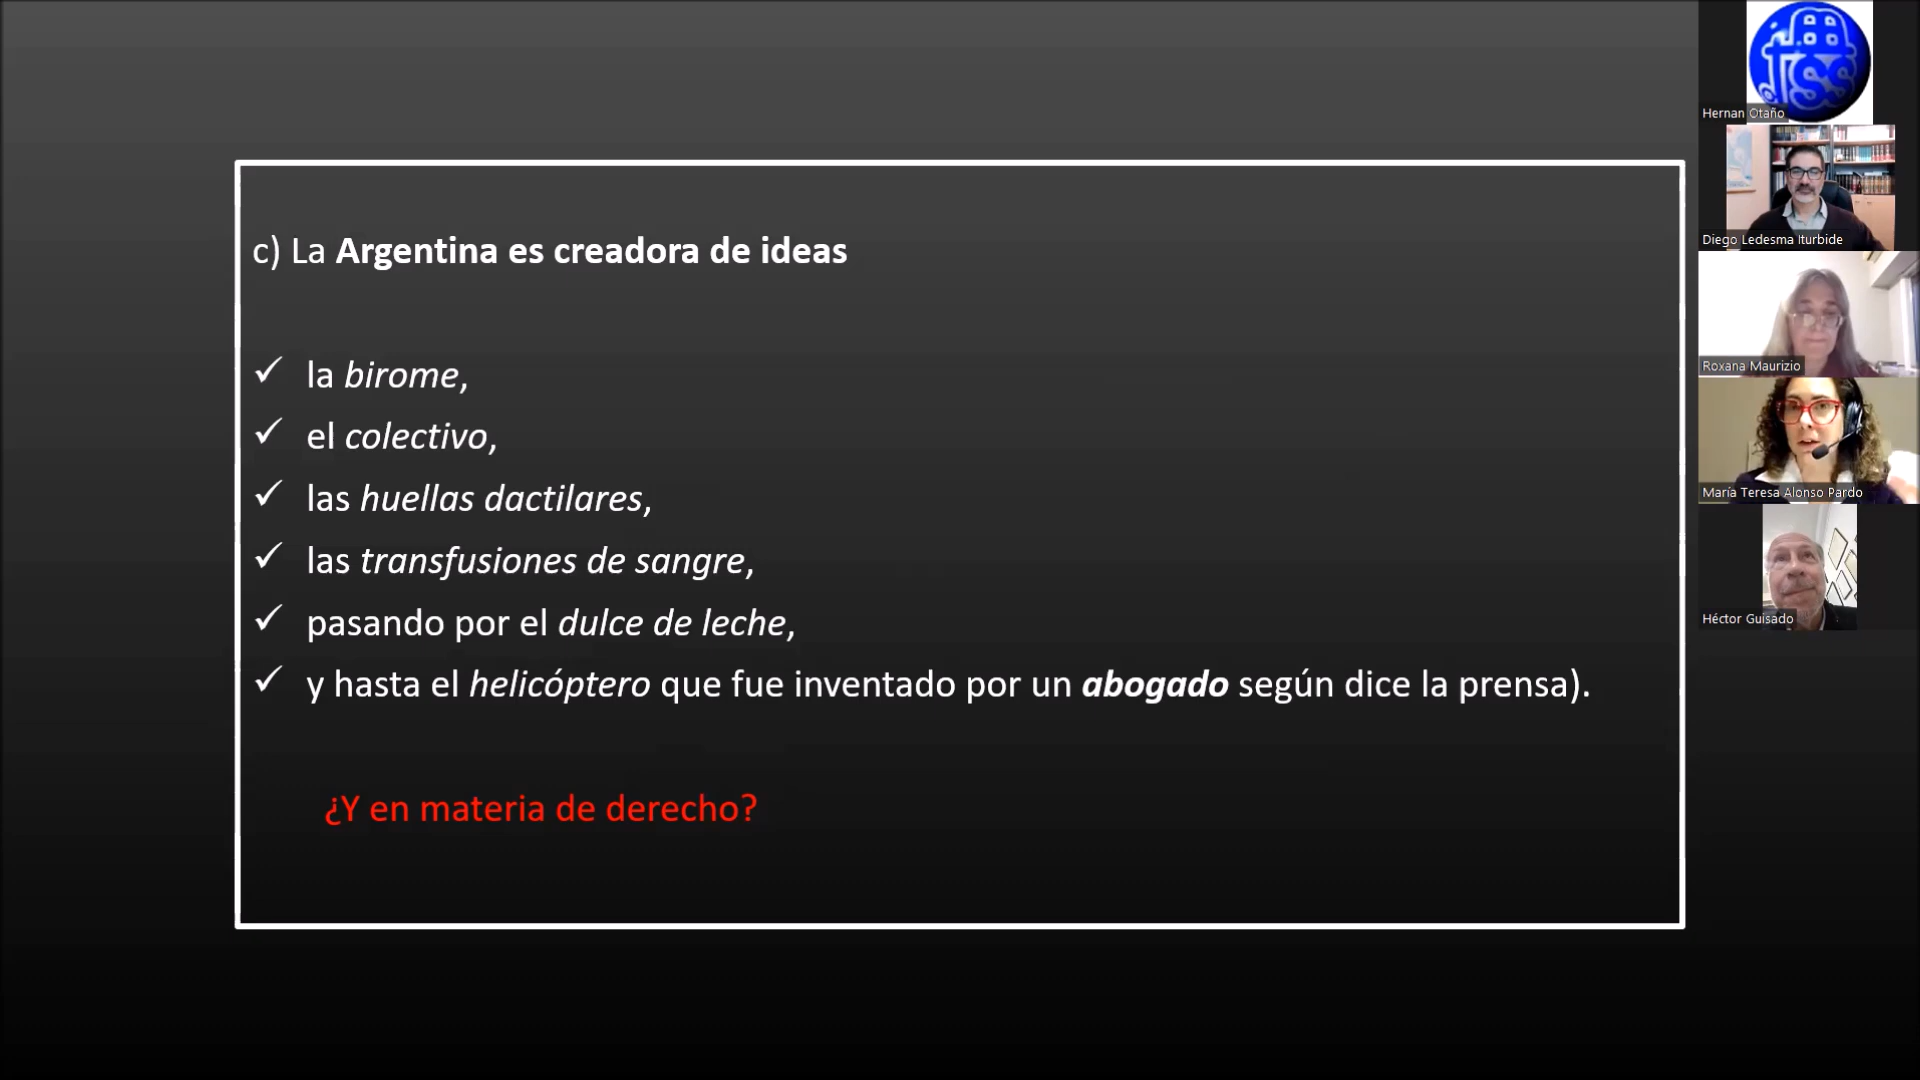 c) La Argentina es creadora de ideas
✓ la birome,
✓ el colectivo,
✓ las huellas dactilares,
✓ las transfusiones de sangre,
✓ pasando por el dulce de leche,
✓ y hasta el helicóptero que fue inventado por un abogado según dice la prensa).
¿Y en materia de derecho?
Hernan Otaño
Diego Ledesma Iturbide
Roxana Maurizio
María Teresa Alonso Pardo
Héctor Guisado